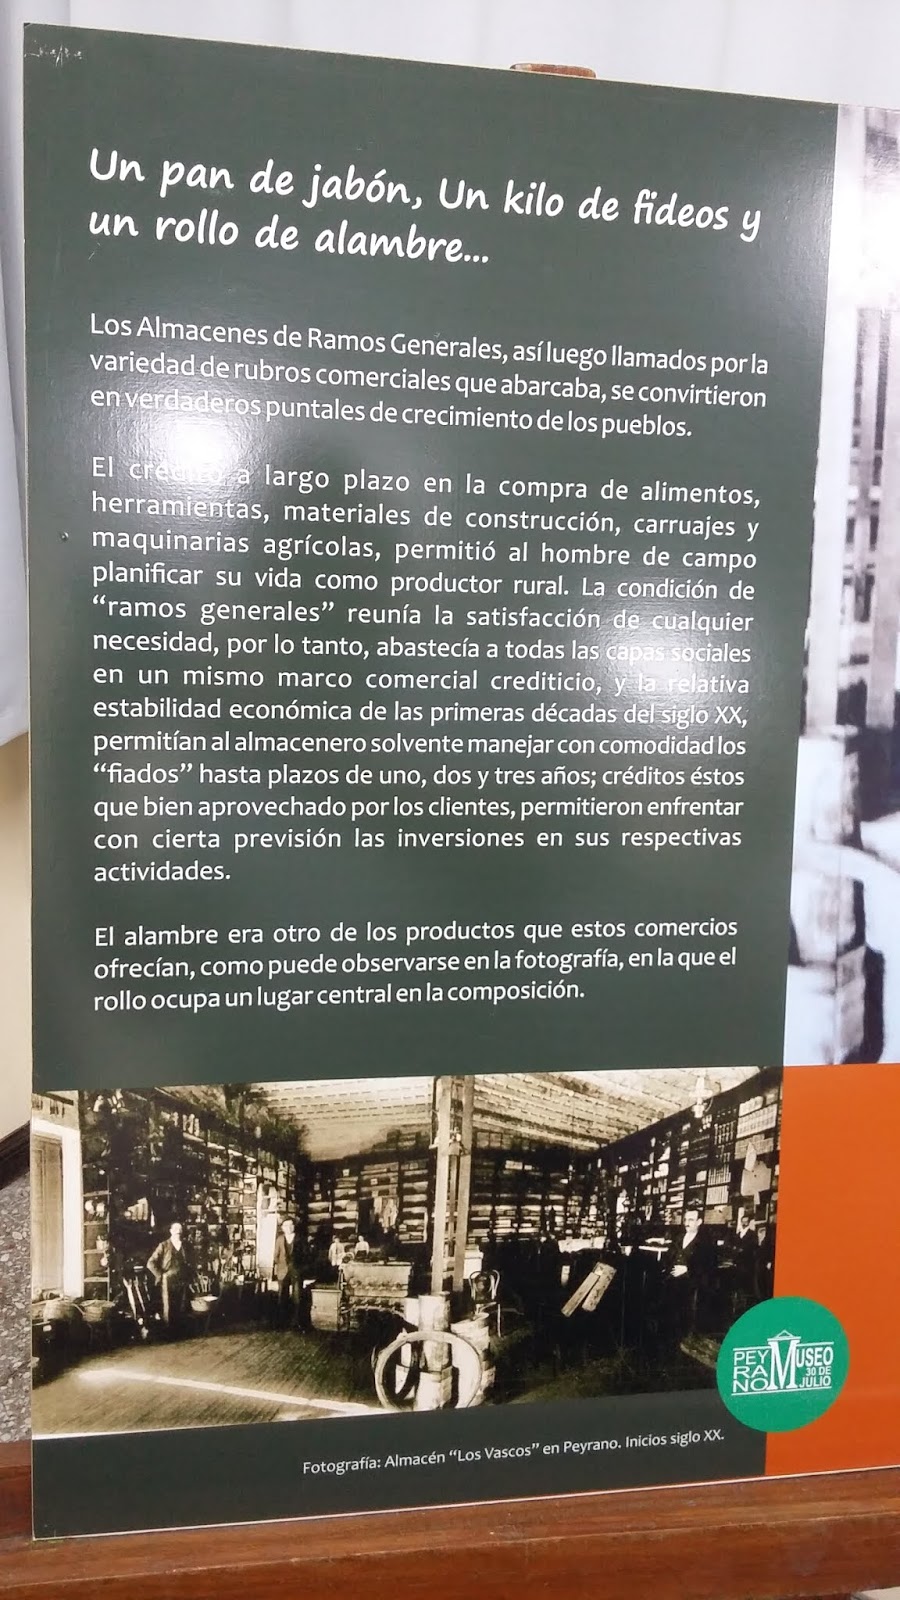 Un pan de jabón, Un kilo de fideos y
un rollo de alambre...
Los Almacenes de Ramos Generales, así luego llamados por la
variedad de rubros comerciales que abarcaba, se convirtieron
en verdaderos puntales de crecimiento de los pueblos.
El crédito a largo plazo en la compra de alimentos,
herramientas, materiales de construcción, carruajes y
maquinarias agrícolas, permitió al hombre de campo
planificar su vida como productor rural. La condición de
“ramos generales” reunía la satisfacción de cualquier
necesidad, por lo tanto, abastecía a todas las capas sociales
en un mismo marco comercial crediticio, y la relativa
estabilidad económica de las primeras décadas del siglo XX,
permitían al almacenero solvente manejar con comodidad los
“fiados” hasta plazos de uno, dos y tres años; créditos éstos
que bien aprovechado por los clientes, permitieron enfrentar
con cierta previsión las inversiones en sus respectivas
actividades.
El alambre era otro de los productos que estos comercios
ofrecían, como puede observarse en la fotografía, en la que el
rollo ocupa un lugar central en la composición.
PEY
RA
NO
MUSEO
30 DE
JULIO
Fotografía: Almacén “Los Vascos” en Peyrano. Inicios siglo XX.